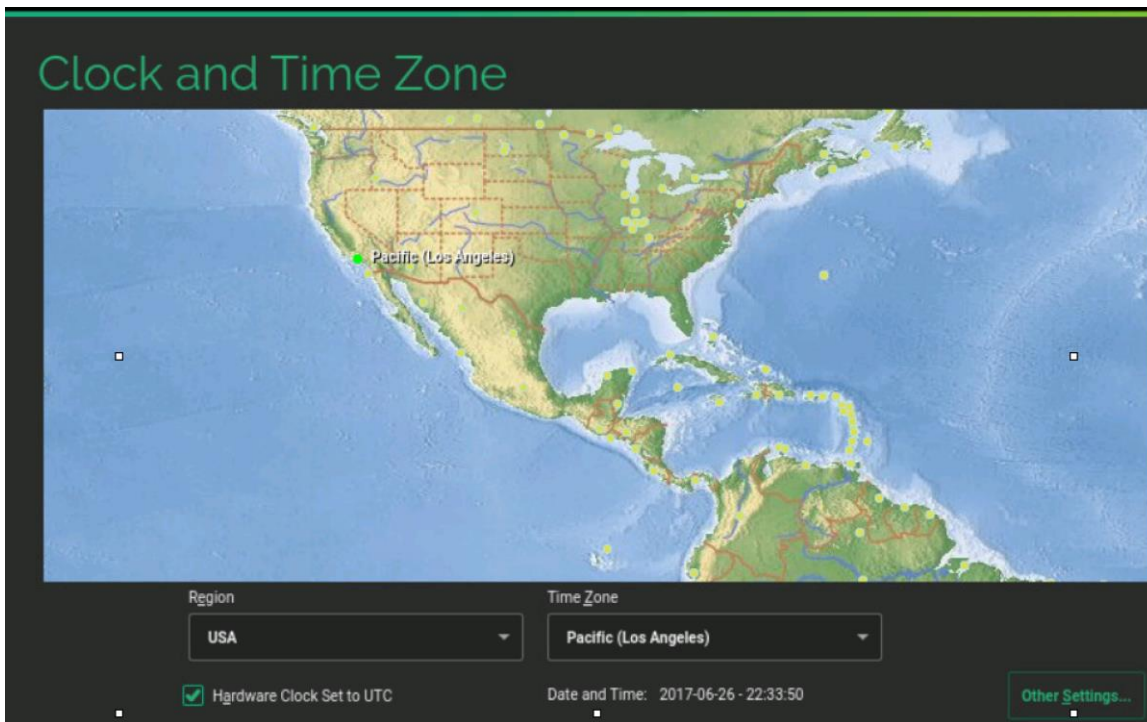 Clock and Time Zone
Pacific (Los Angeles)
Region
Time Zone
USA
Pacific (Los Angeles)
Hardware Clock Set to UTC
Date and Time: 2017-06-26 - 22:33:50
Other Settings...